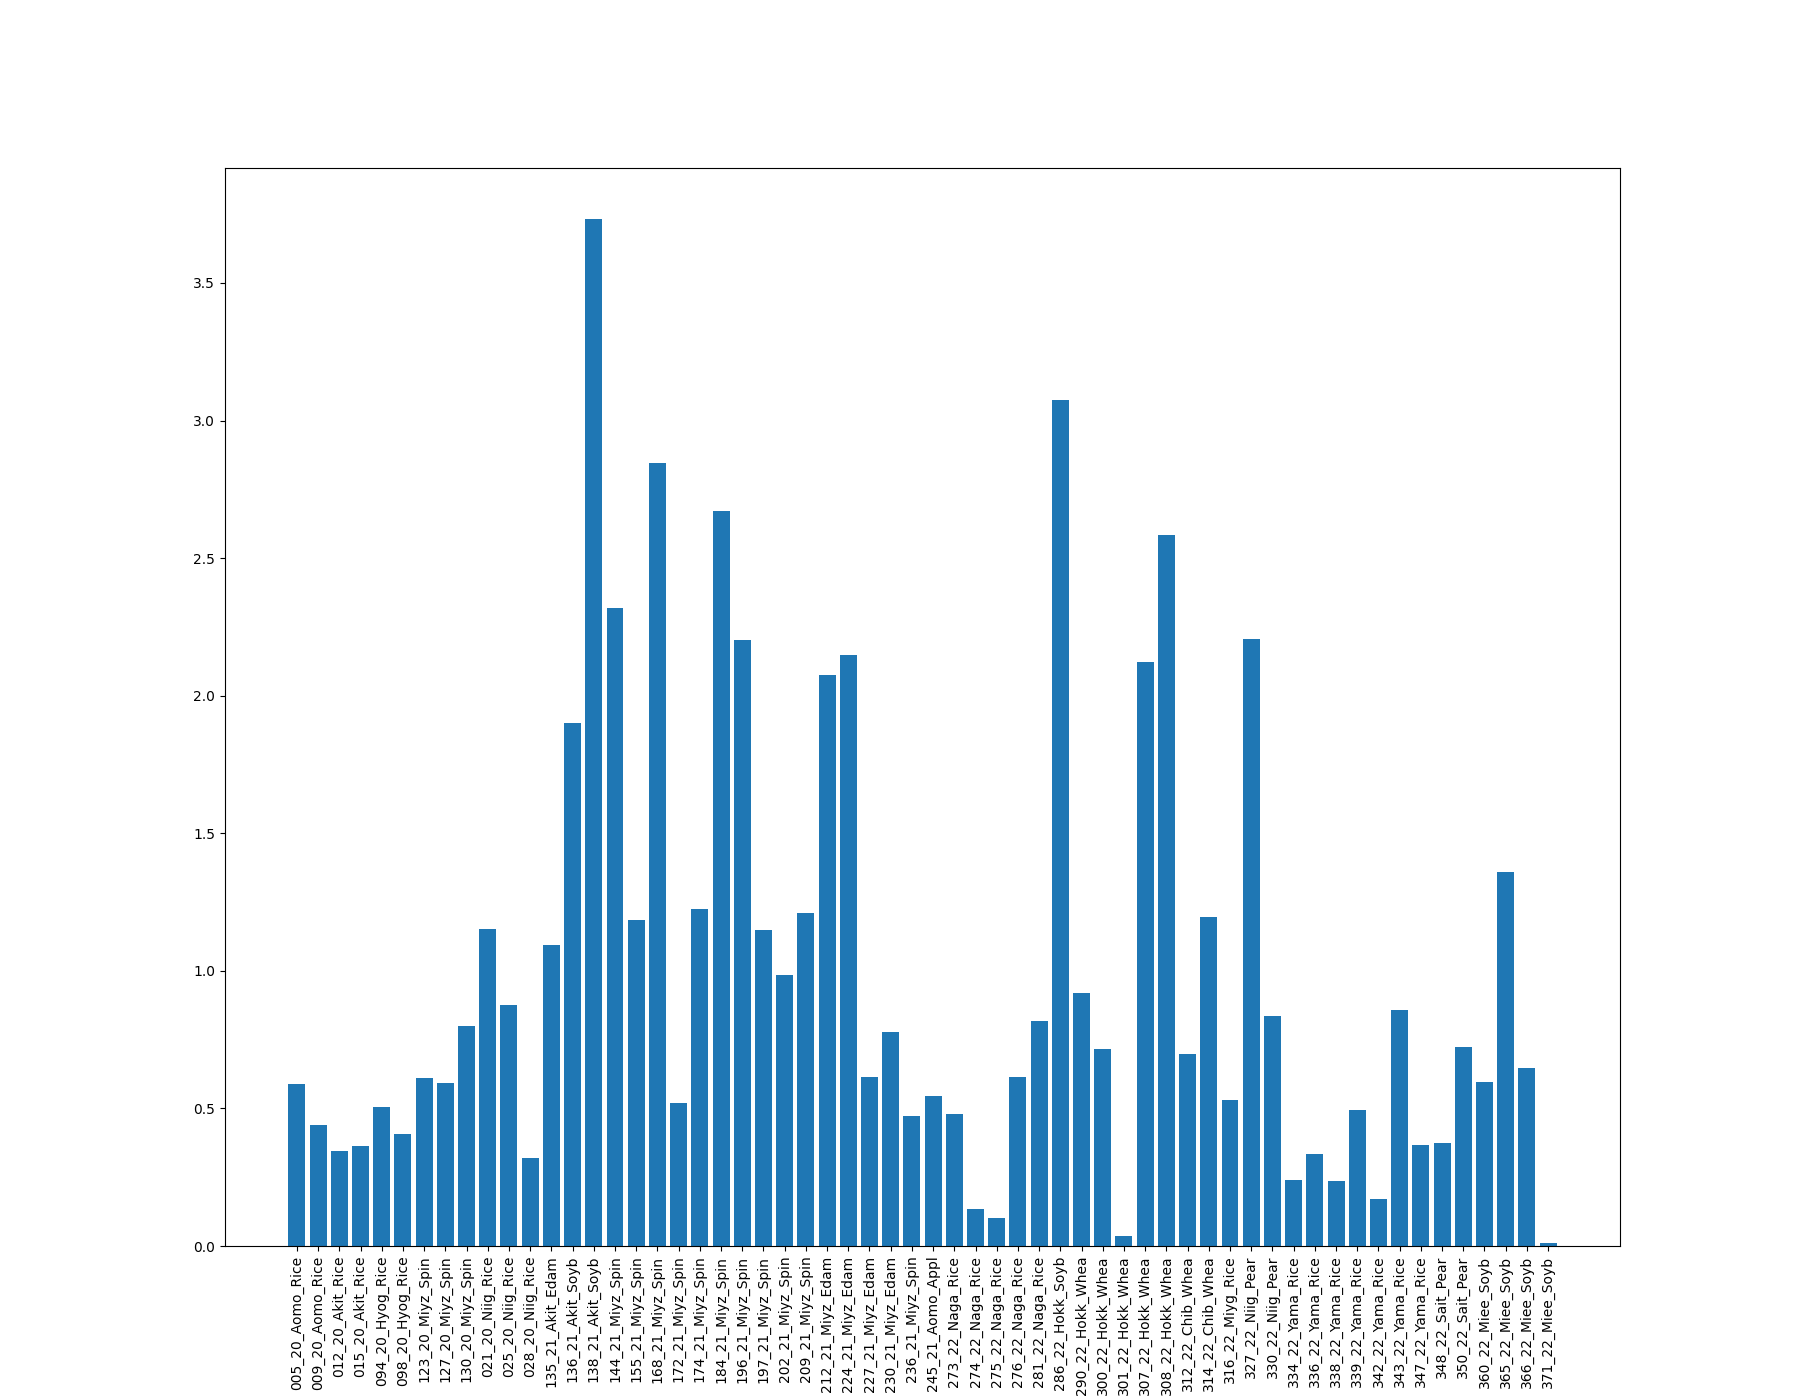 3.5
3.0
2.5
2.0
1.5
1.0
0.5
0.0
005_20_Aomo_Rice
009_20_Aomo_Rice
012_20_Akit_Rice
015_20_Akit_Rice
094_20_Hyog_Rice
098_20_Hyog_Rice
123_20_Miyz_Spin
127_20_Miyz_Spin
130_20_Miyz_Spin
021_20_Niig_Rice
025_20_Niig_Rice
028_20_Niig_Rice
135_21_Akit_Edam
136_21_Akit_Soyb
138_21_Akit_Soyb
144_21_Miyz_Spin
155_21_Miyz_Spin
168_21_Miyz_Spin
172_21_Miyz_Spin
174_21_Miyz_Spin
184_21_Miyz_Spin
196_21_Miyz_Spin
197_21_Miyz_Spin
202_21_Miyz_Spin
209_21_Miyz_Spin
212_21_Miyz_Edam
224_21_Miyz_Edam
227_21_Miyz_Edam
230_21_Miyz_Edam
236_21_Miyz_Spin
245_21_Aomo_Appl
273_22_Naga_Rice
274_22_Naga_Rice
275_22_Naga_Rice
276_22_Naga_Rice
281_22_Naga_Rice
286_22_Hokk_Soyb
290_22_Hokk_Whea
300_22_Hokk_Whea
301_22_Hokk_Whea
307_22_Hokk_Whea
308_22_Hokk_Whea
312_22_Chib_Whea
314_22_Chib_Whea
316_22_Miyg_Rice
327_22_Niig_Pear
330_22_Niig_Pear
334_22_Yama_Rice
336_22_Yama_Rice
338_22_Yama_Rice
339_22_Yama_Rice
342_22_Yama_Rice
343_22_Yama_Rice
347_22_Yama_Rice
348_22_Sait_Pear
350_22_Sait_Pear
360_22_Miee_Soyb
365_22_Miee_Soyb
366_22_Miee_Soyb
371_22_Miee_Soyb